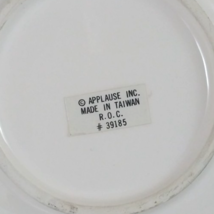 © APPLAUSE INC.
MADE IN TAIWAN
R.O.C.
# 39185